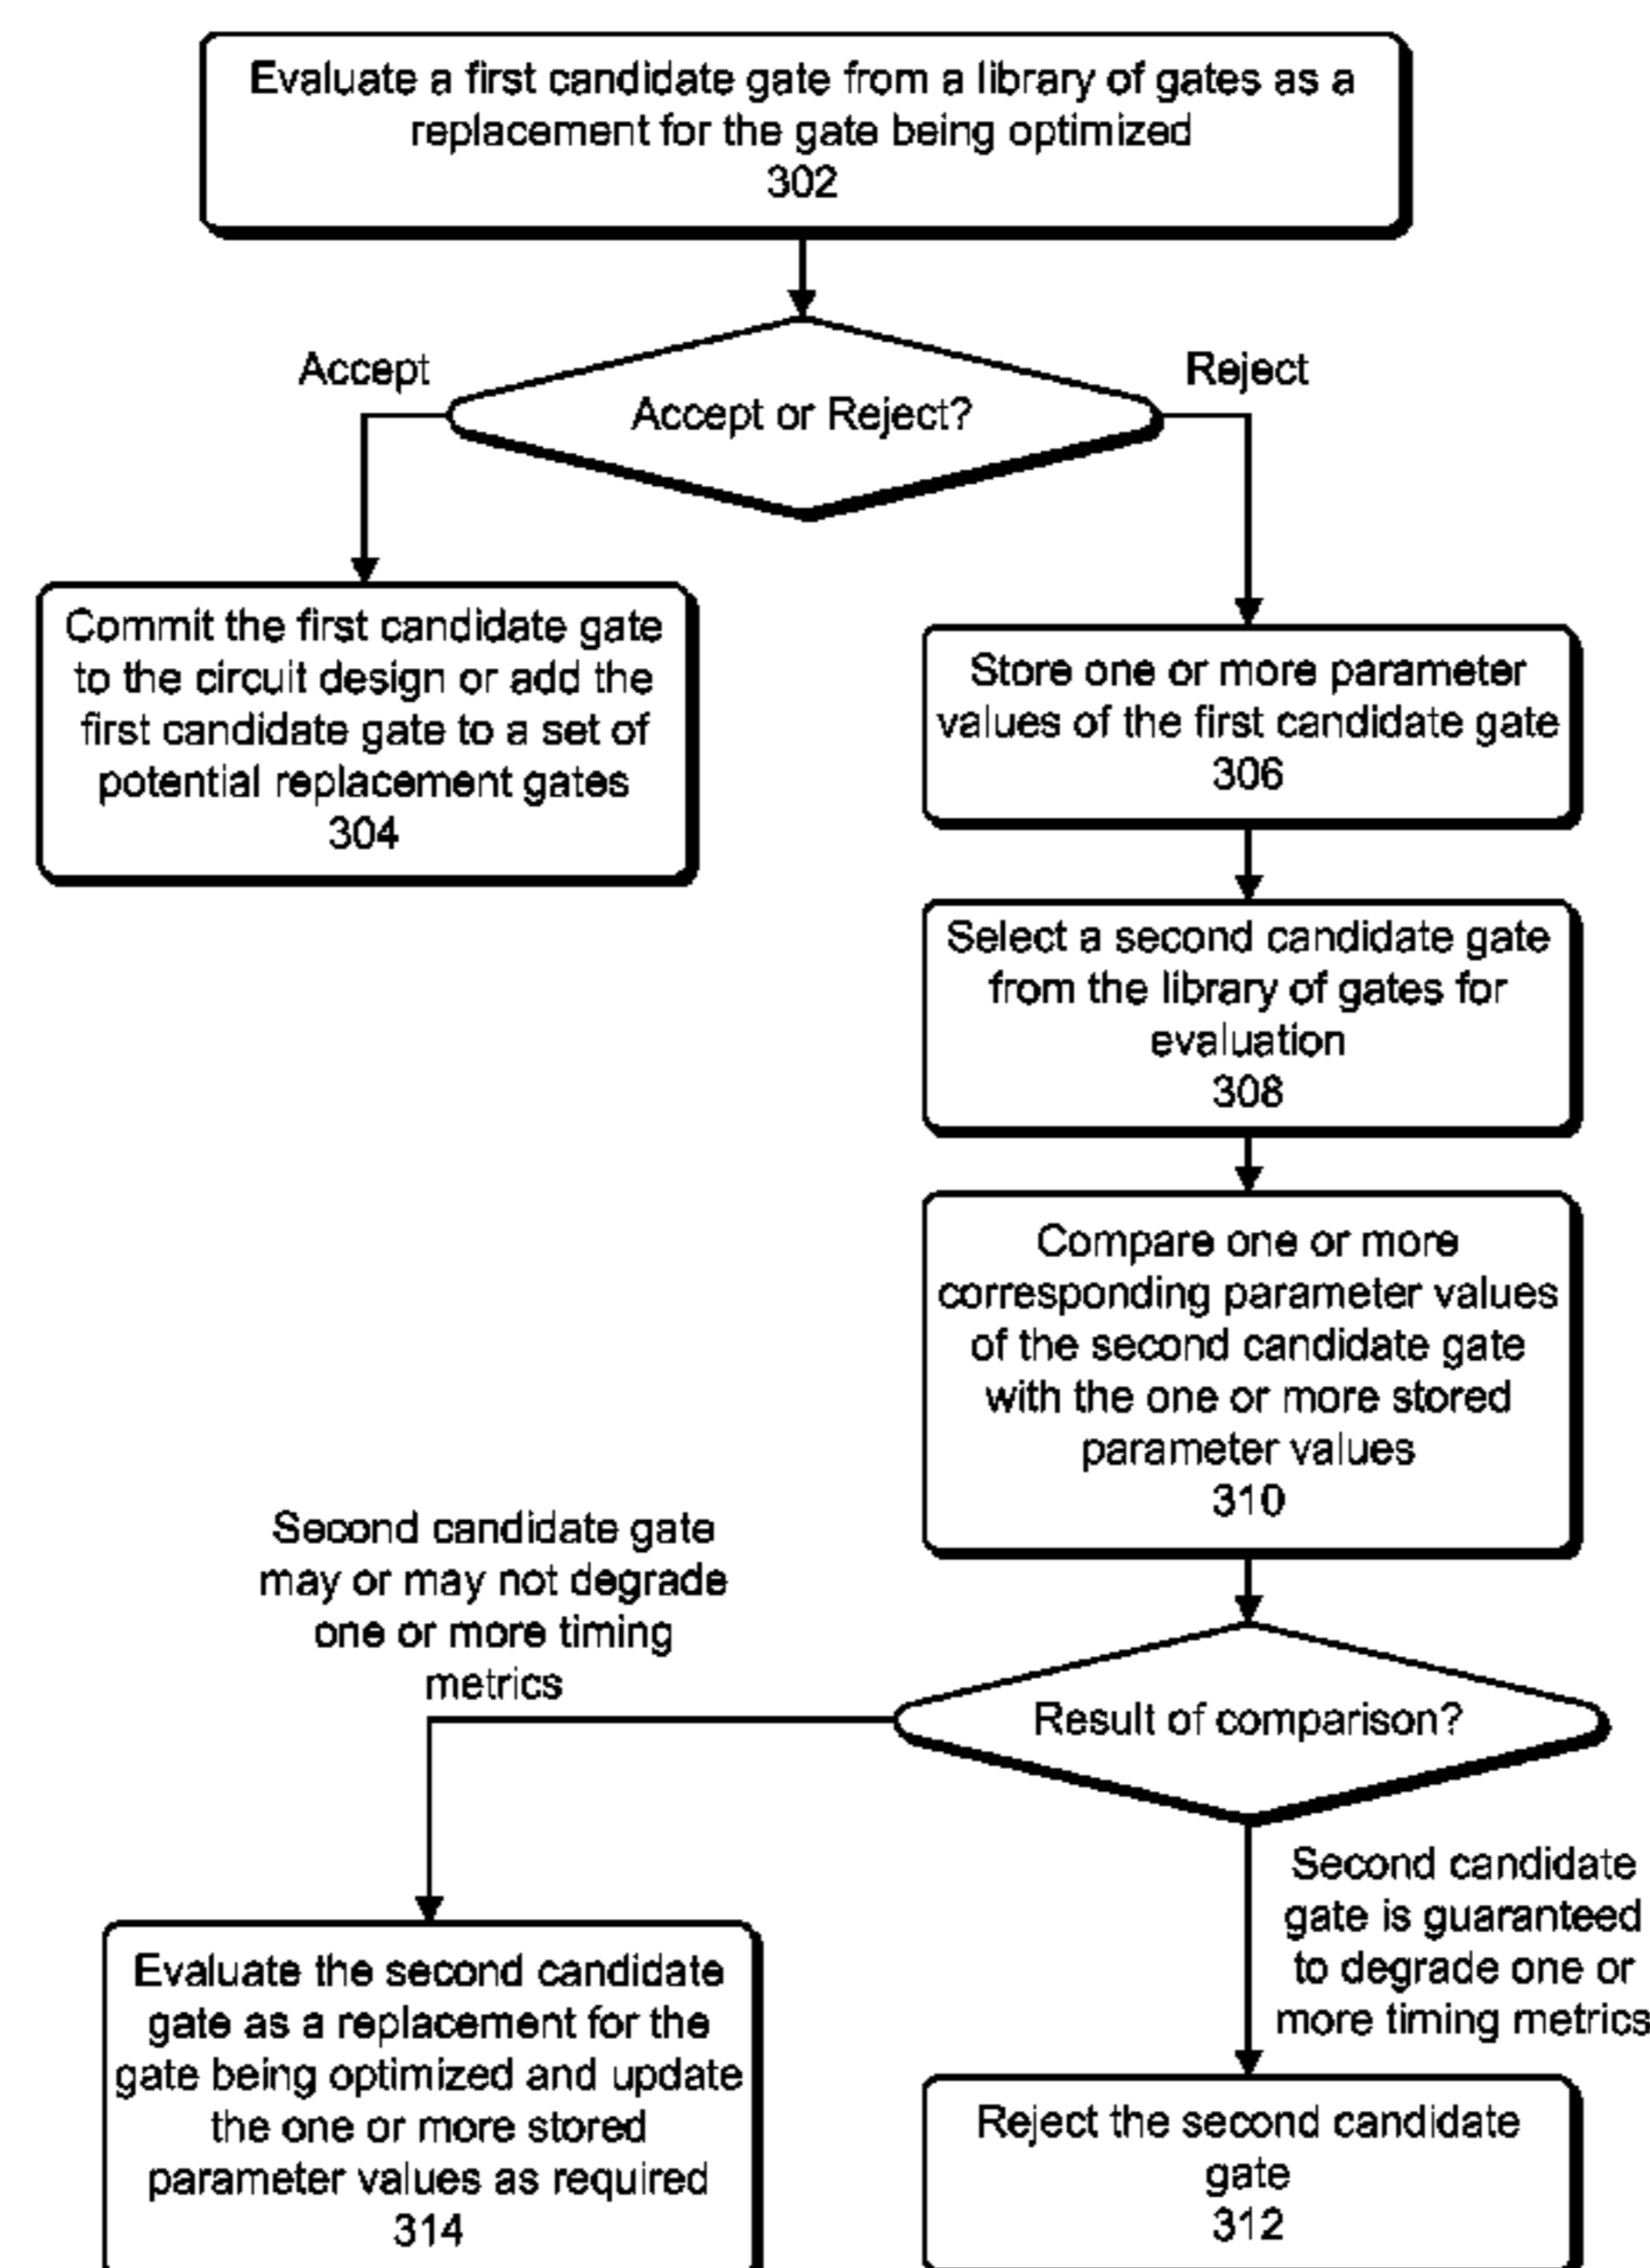 Evaluate a first candidate gate from a library of gates as a
replacement for the gate being optimized
302
Accept
Accept or Reject?
Reject
Commit the first candidate gate
to the circuit design or add the
first candidate gate to a set of
potential replacement gates
304
Store one or more parameter
values of the first candidate gate
306
Select a second candidate gate
from the library of gates for
evaluation
308
Compare one or more
corresponding parameter values
of the second candidate gate
with the one or more stored
parameter values
310
Second candidate gate
may or may not degrade
one or more timing
metrics
Result of comparison?
Second candidate
gate is guaranteed
to degrade one or
more timing metrics
Evaluate the second candidate
gate as a replacement for the
gate being optimized and update
the one or more stored
parameter values as required
314
Reject the second candidate
gate
312